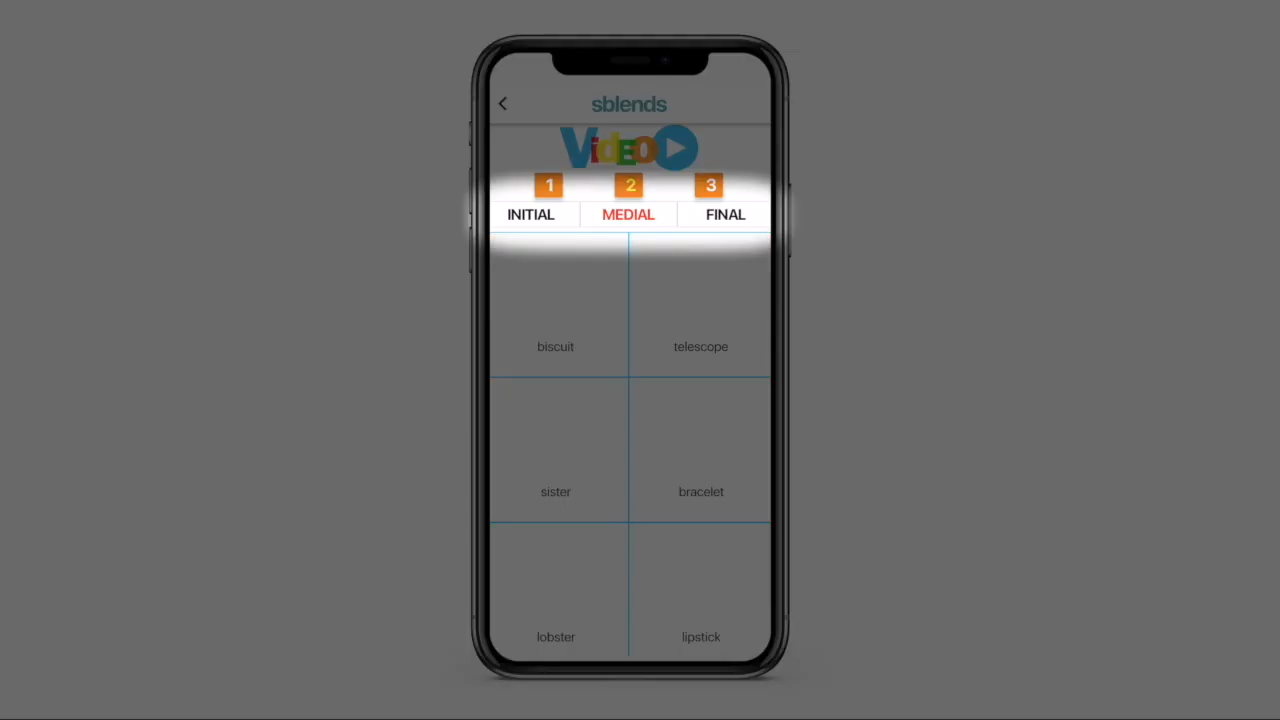 sblends
ViDEO
1 2 3
INITIAL MEDIAL FINAL
biscuit telescope
sister bracelet
lobster lipstick